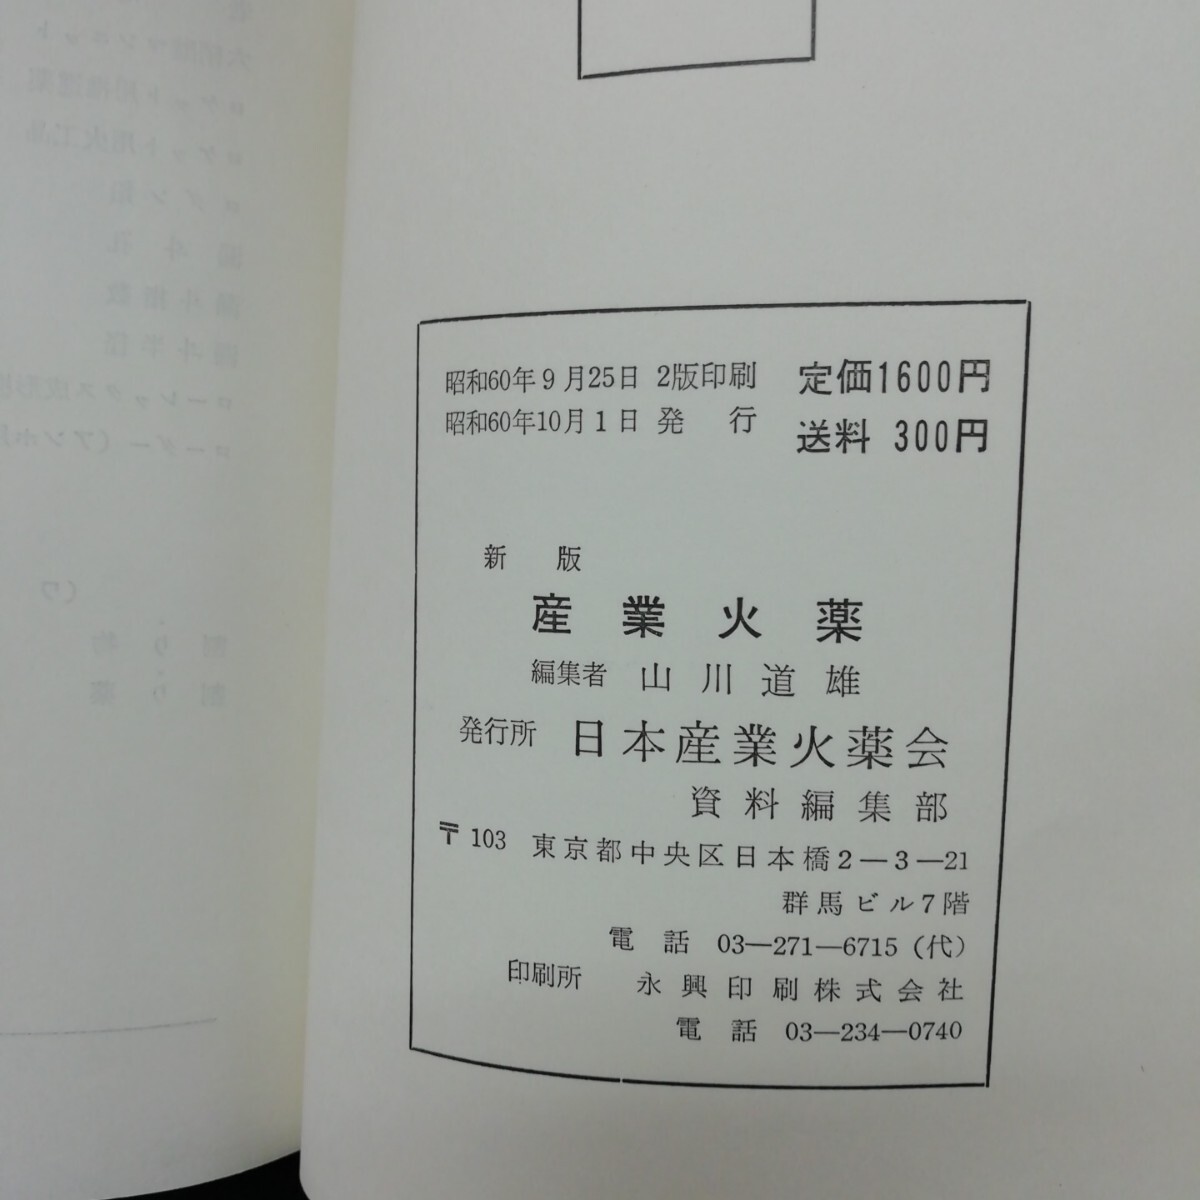 昭和60年9月25日 2版印刷 定価1600円
昭和60年10月1日 発 行 送料 300円
新 版
産業火薬
編集者 山川道雄
発行所 日本産業火薬会
資料編集部
〒103 東京都中央区日本橋2―3―21
群馬ビル7階
電話 03―271―6715(代)
印刷所 永興印刷株式会社
電話 03―234―0740